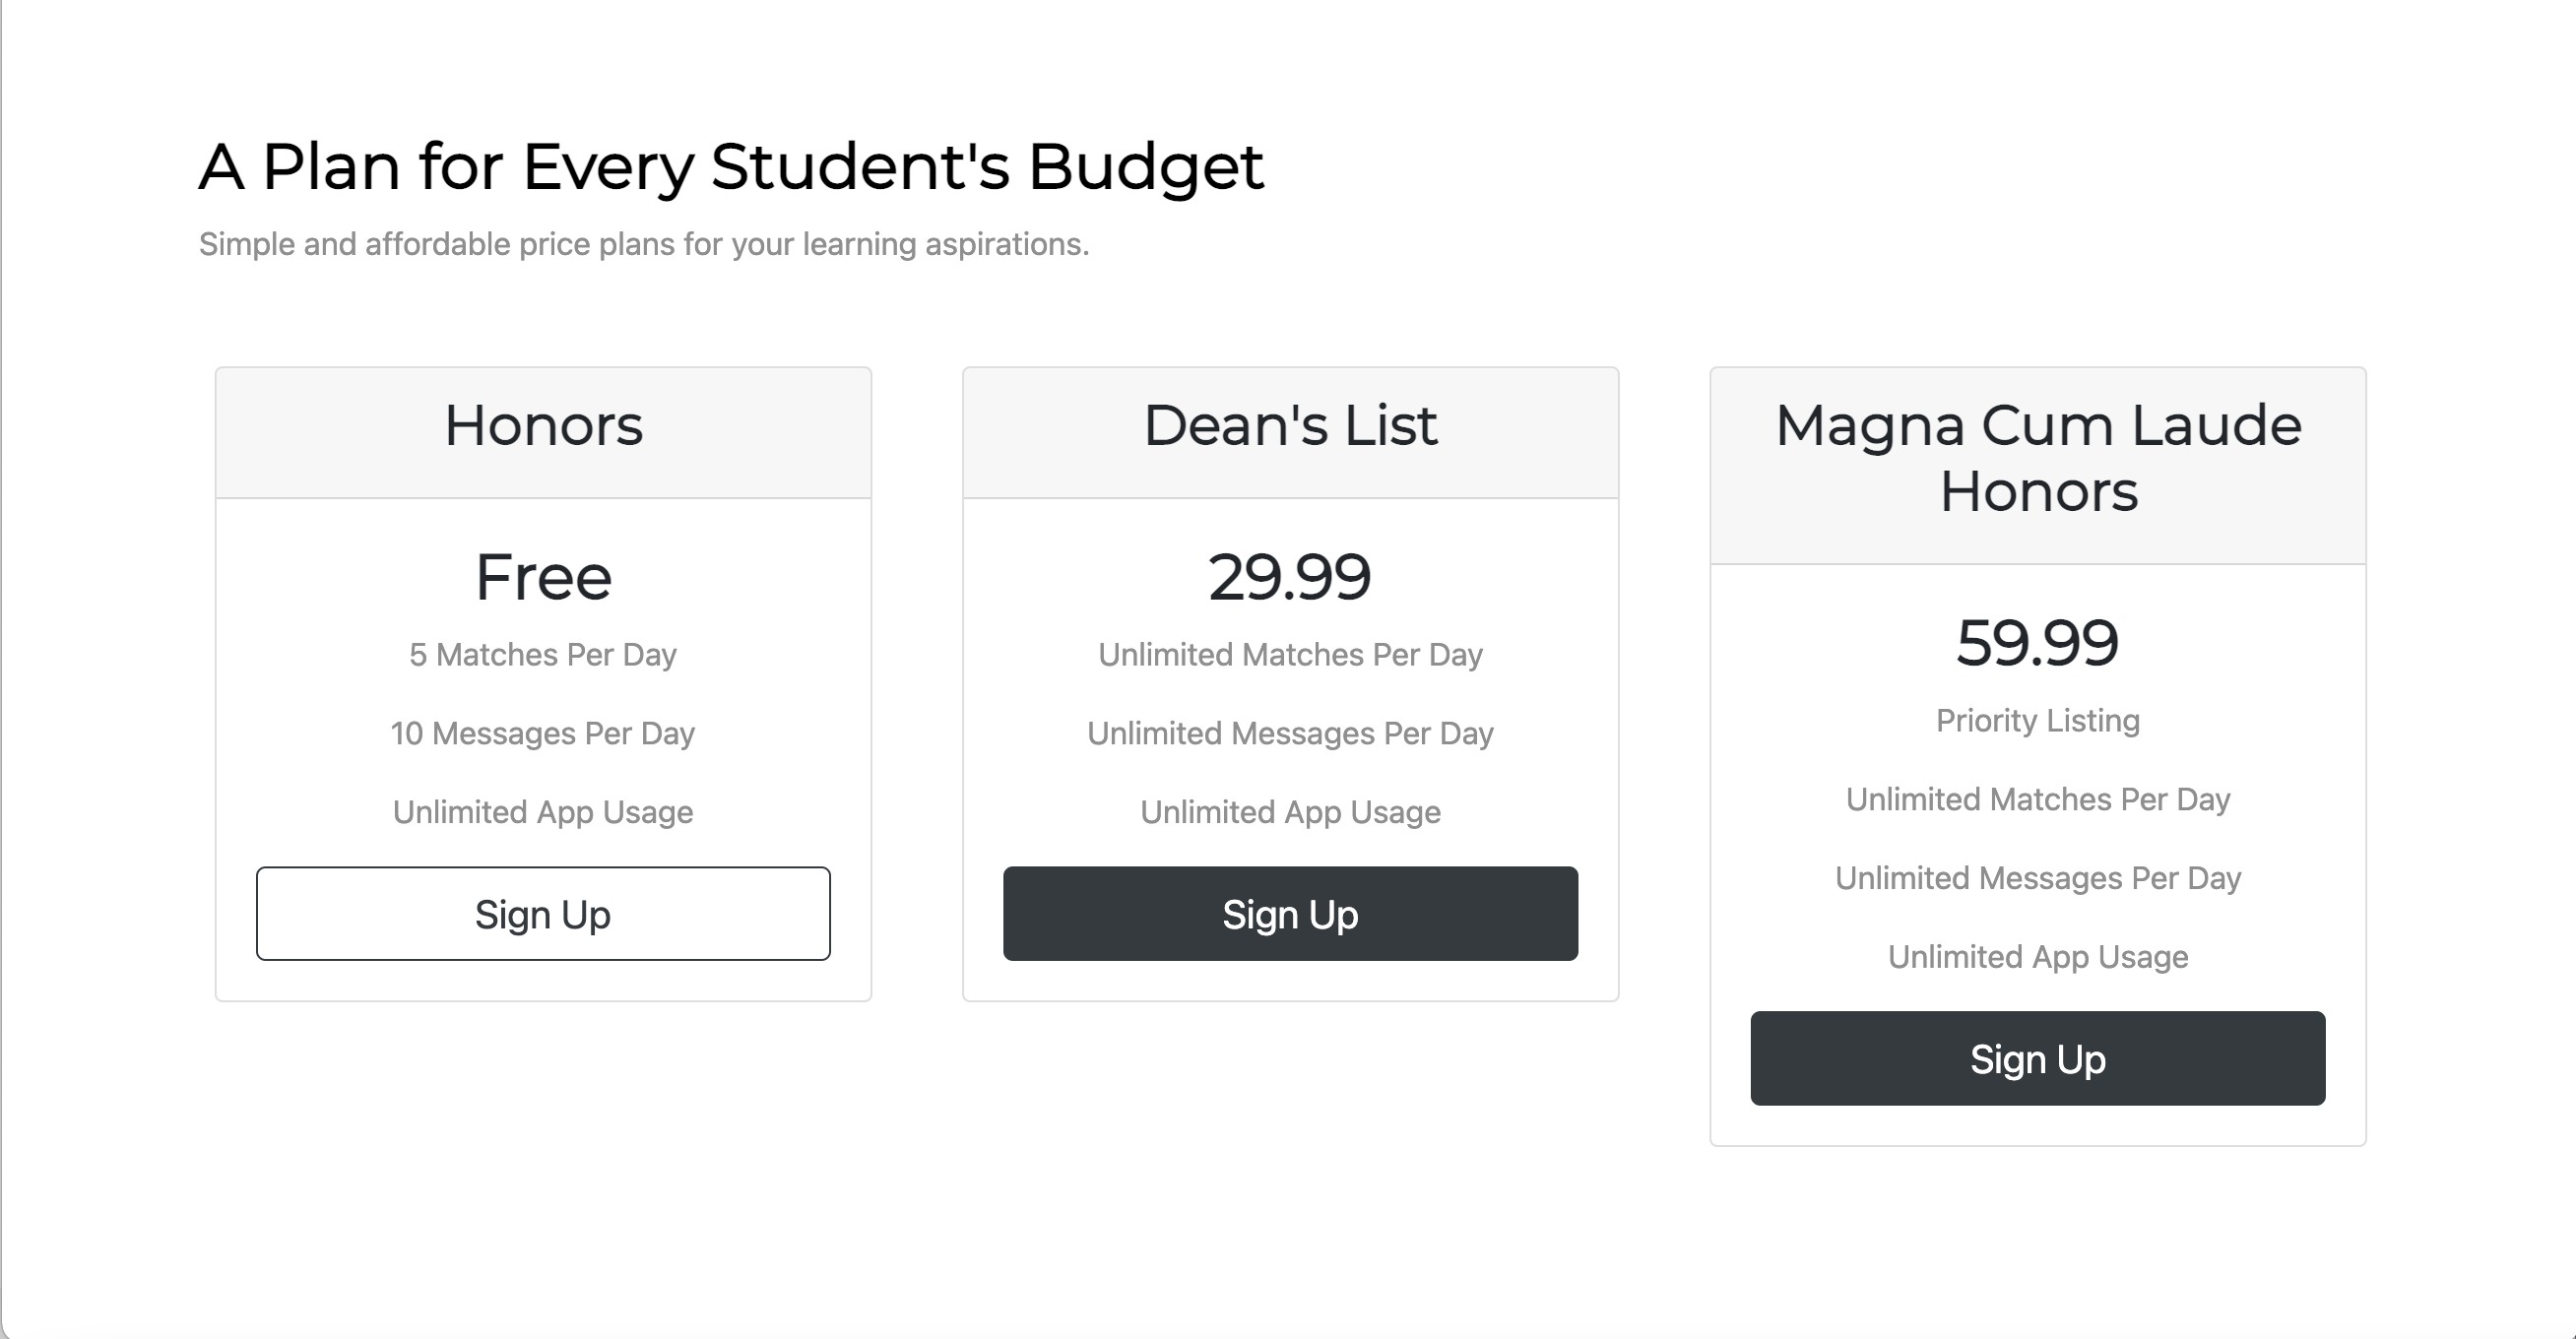 A Plan for Every Student's Budget
Simple and affordable price plans for your learning aspirations.
Honors
Free
5 Matches Per Day
10 Messages Per Day
Unlimited App Usage
Sign Up
Dean's List
29.99
Unlimited Matches Per Day
Unlimited Messages Per Day
Unlimited App Usage
Sign Up
Magna Cum Laude
Honors
59.99
Priority Listing
Unlimited Matches Per Day
Unlimited Messages Per Day
Unlimited App Usage
Sign Up